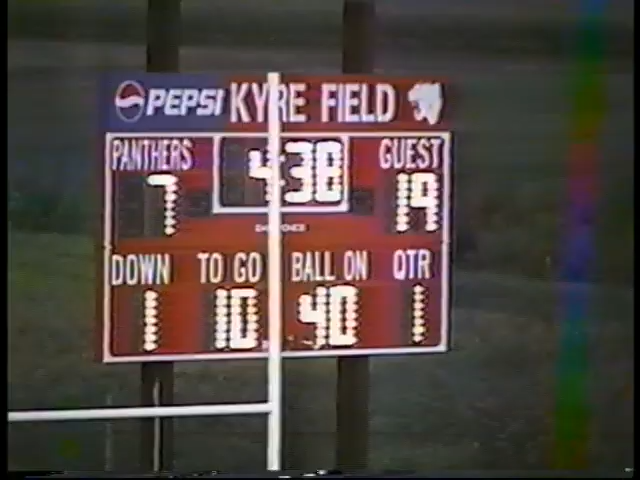 PEPSI KYRE FIELD
PANTHERS GUEST
7 4:38 19
DOWN TO GO BALL ON QTR
1 10 40 1